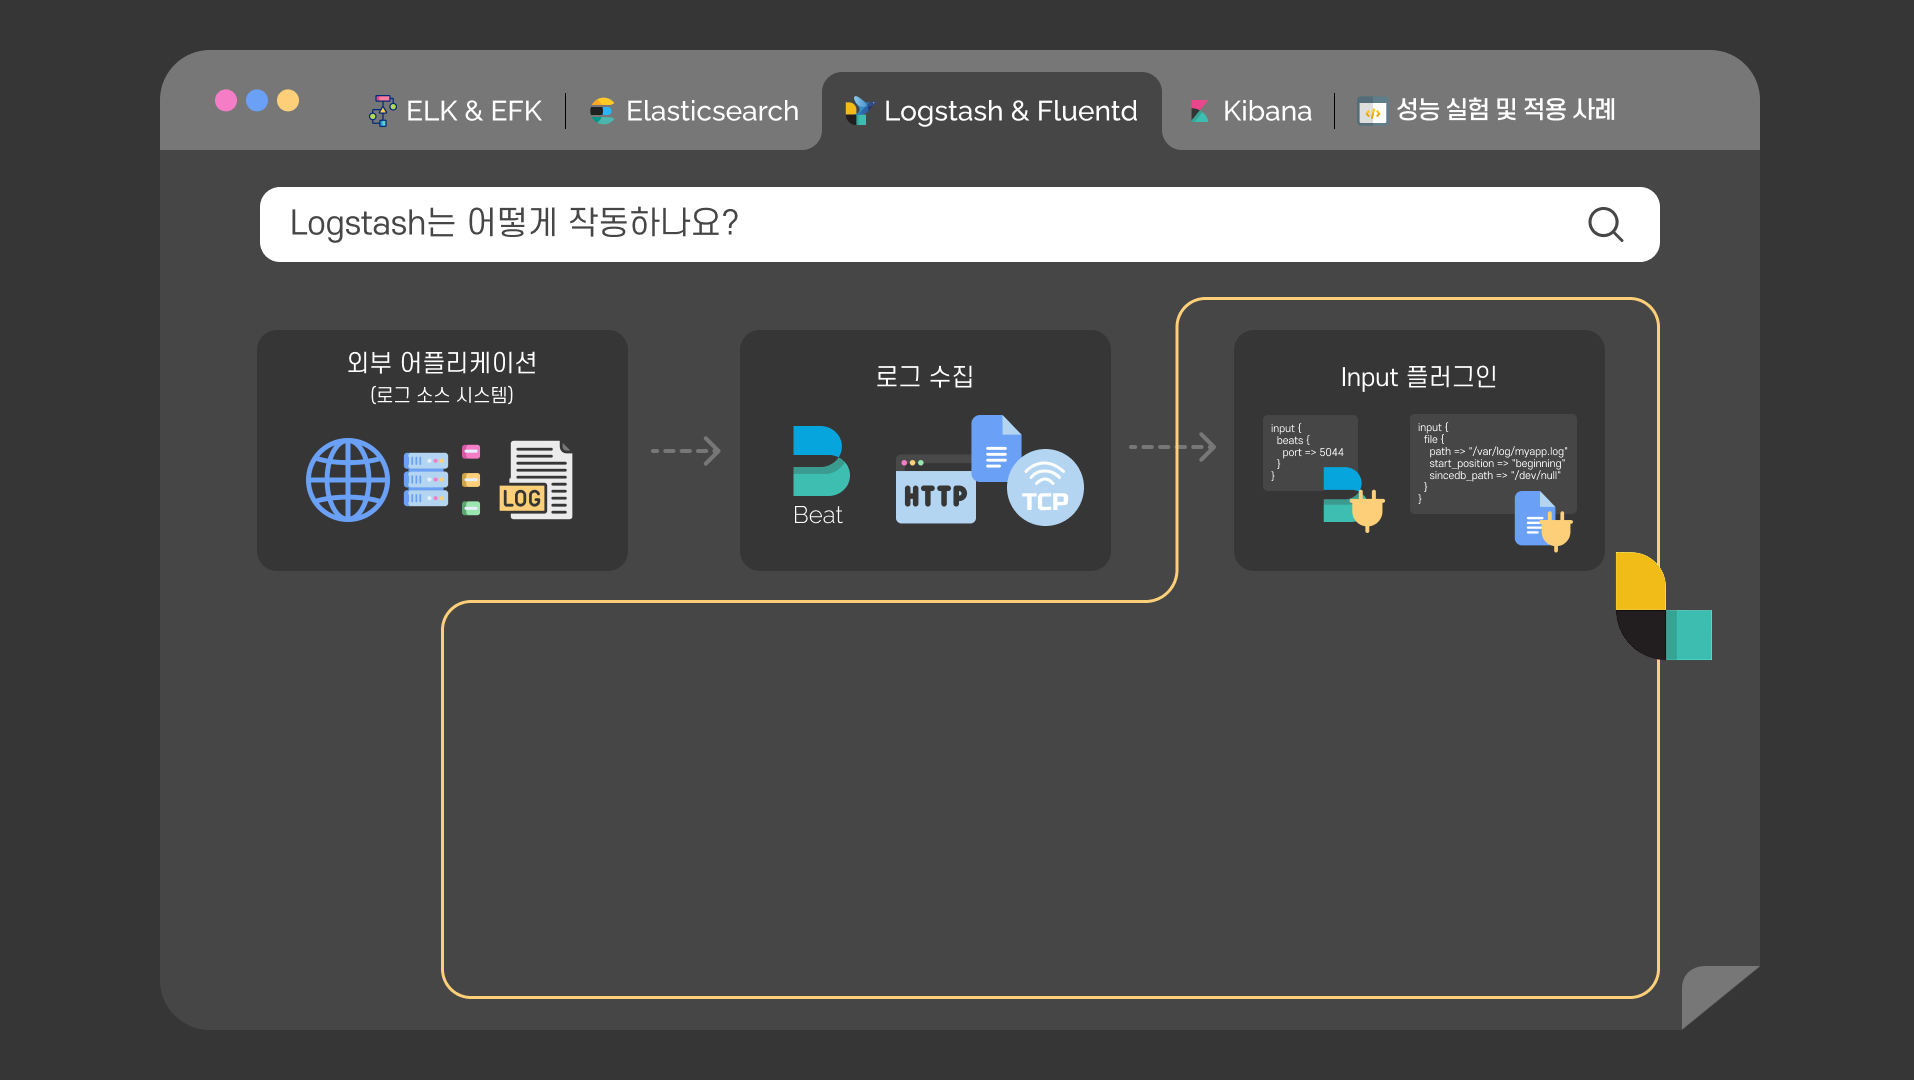 ELK & EFK
Elasticsearch
Logstash & Fluentd
Kibana
성능 실험 및 적용 사례
Logstash는 어떻게 작동하나요?
외부 어플리케이션
(로그 소스 시스템)
LOG
로그 수집
Beat
HTTP
TCP
Input 플러그인
input {
beats {
port => 5044
}
}
input {
file {
path => "/var/log/myapp.log"
start_position => "beginning"
sincedb_path => "/dev/null"
}
}